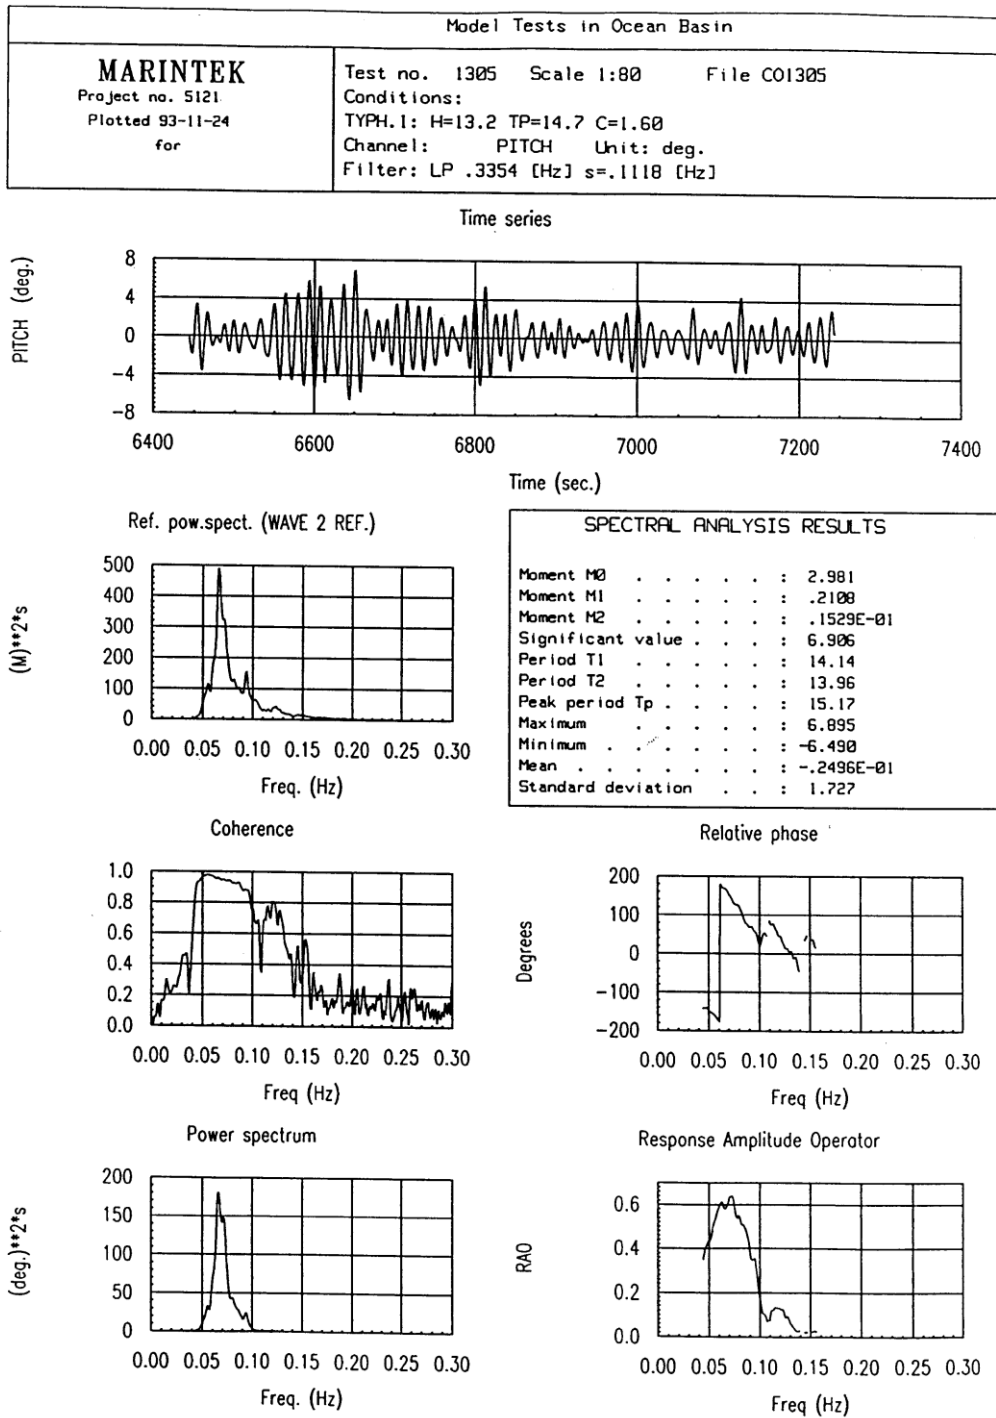 Model Tests in Ocean Basin
MARINTEK
Project no. 5121
Plotted 93-11-24
for
Test no. 1305 Scale 1:80 File CO1305
Conditions:
TYPH.1: H=13.2 TP=14.7 C=1.60
Channel: PITCH Unit: deg.
Filter: LP .3354 [Hz] s=.1118 [Hz]
Time series
PITCH (deg.)
8
4
0
-4
-8
6400 6600 6800 7000 7200 7400
Time (sec.)
Ref. pow.spect. (WAVE 2 REF.)
(M)**2*s
500
400
300
200
100
0
0.00 0.05 0.10 0.15 0.20 0.25 0.30
Freq. (Hz)
SPECTRAL ANALYSIS RESULTS
Moment M0 . . . . . : 2.981
Moment M1 . . . . . : .2108
Moment M2 . . . . . : .1529E-01
Significant value . . . : 6.906
Period T1 . . . . . : 14.14
Period T2 . . . . . : 13.96
Peak period Tp . . . . : 15.17
Maximum . . . . . : 6.895
Minimum . . . . . . : -6.490
Mean . . . . . . . : -.2496E-01
Standard deviation . . : 1.727
Coherence
1.0
0.8
0.6
0.4
0.2
0.0
0.00 0.05 0.10 0.15 0.20 0.25 0.30
Freq (Hz)
Relative phase
Degrees
200
100
0
-100
-200
0.00 0.05 0.10 0.15 0.20 0.25 0.30
Freq (Hz)
Power spectrum
(deg.)**2*s
200
150
100
50
0
0.00 0.05 0.10 0.15 0.20 0.25 0.30
Freq. (Hz)
Response Amplitude Operator
RAO
0.6
0.4
0.2
0.0
0.00 0.05 0.10 0.15 0.20 0.25 0.30
Freq (Hz)